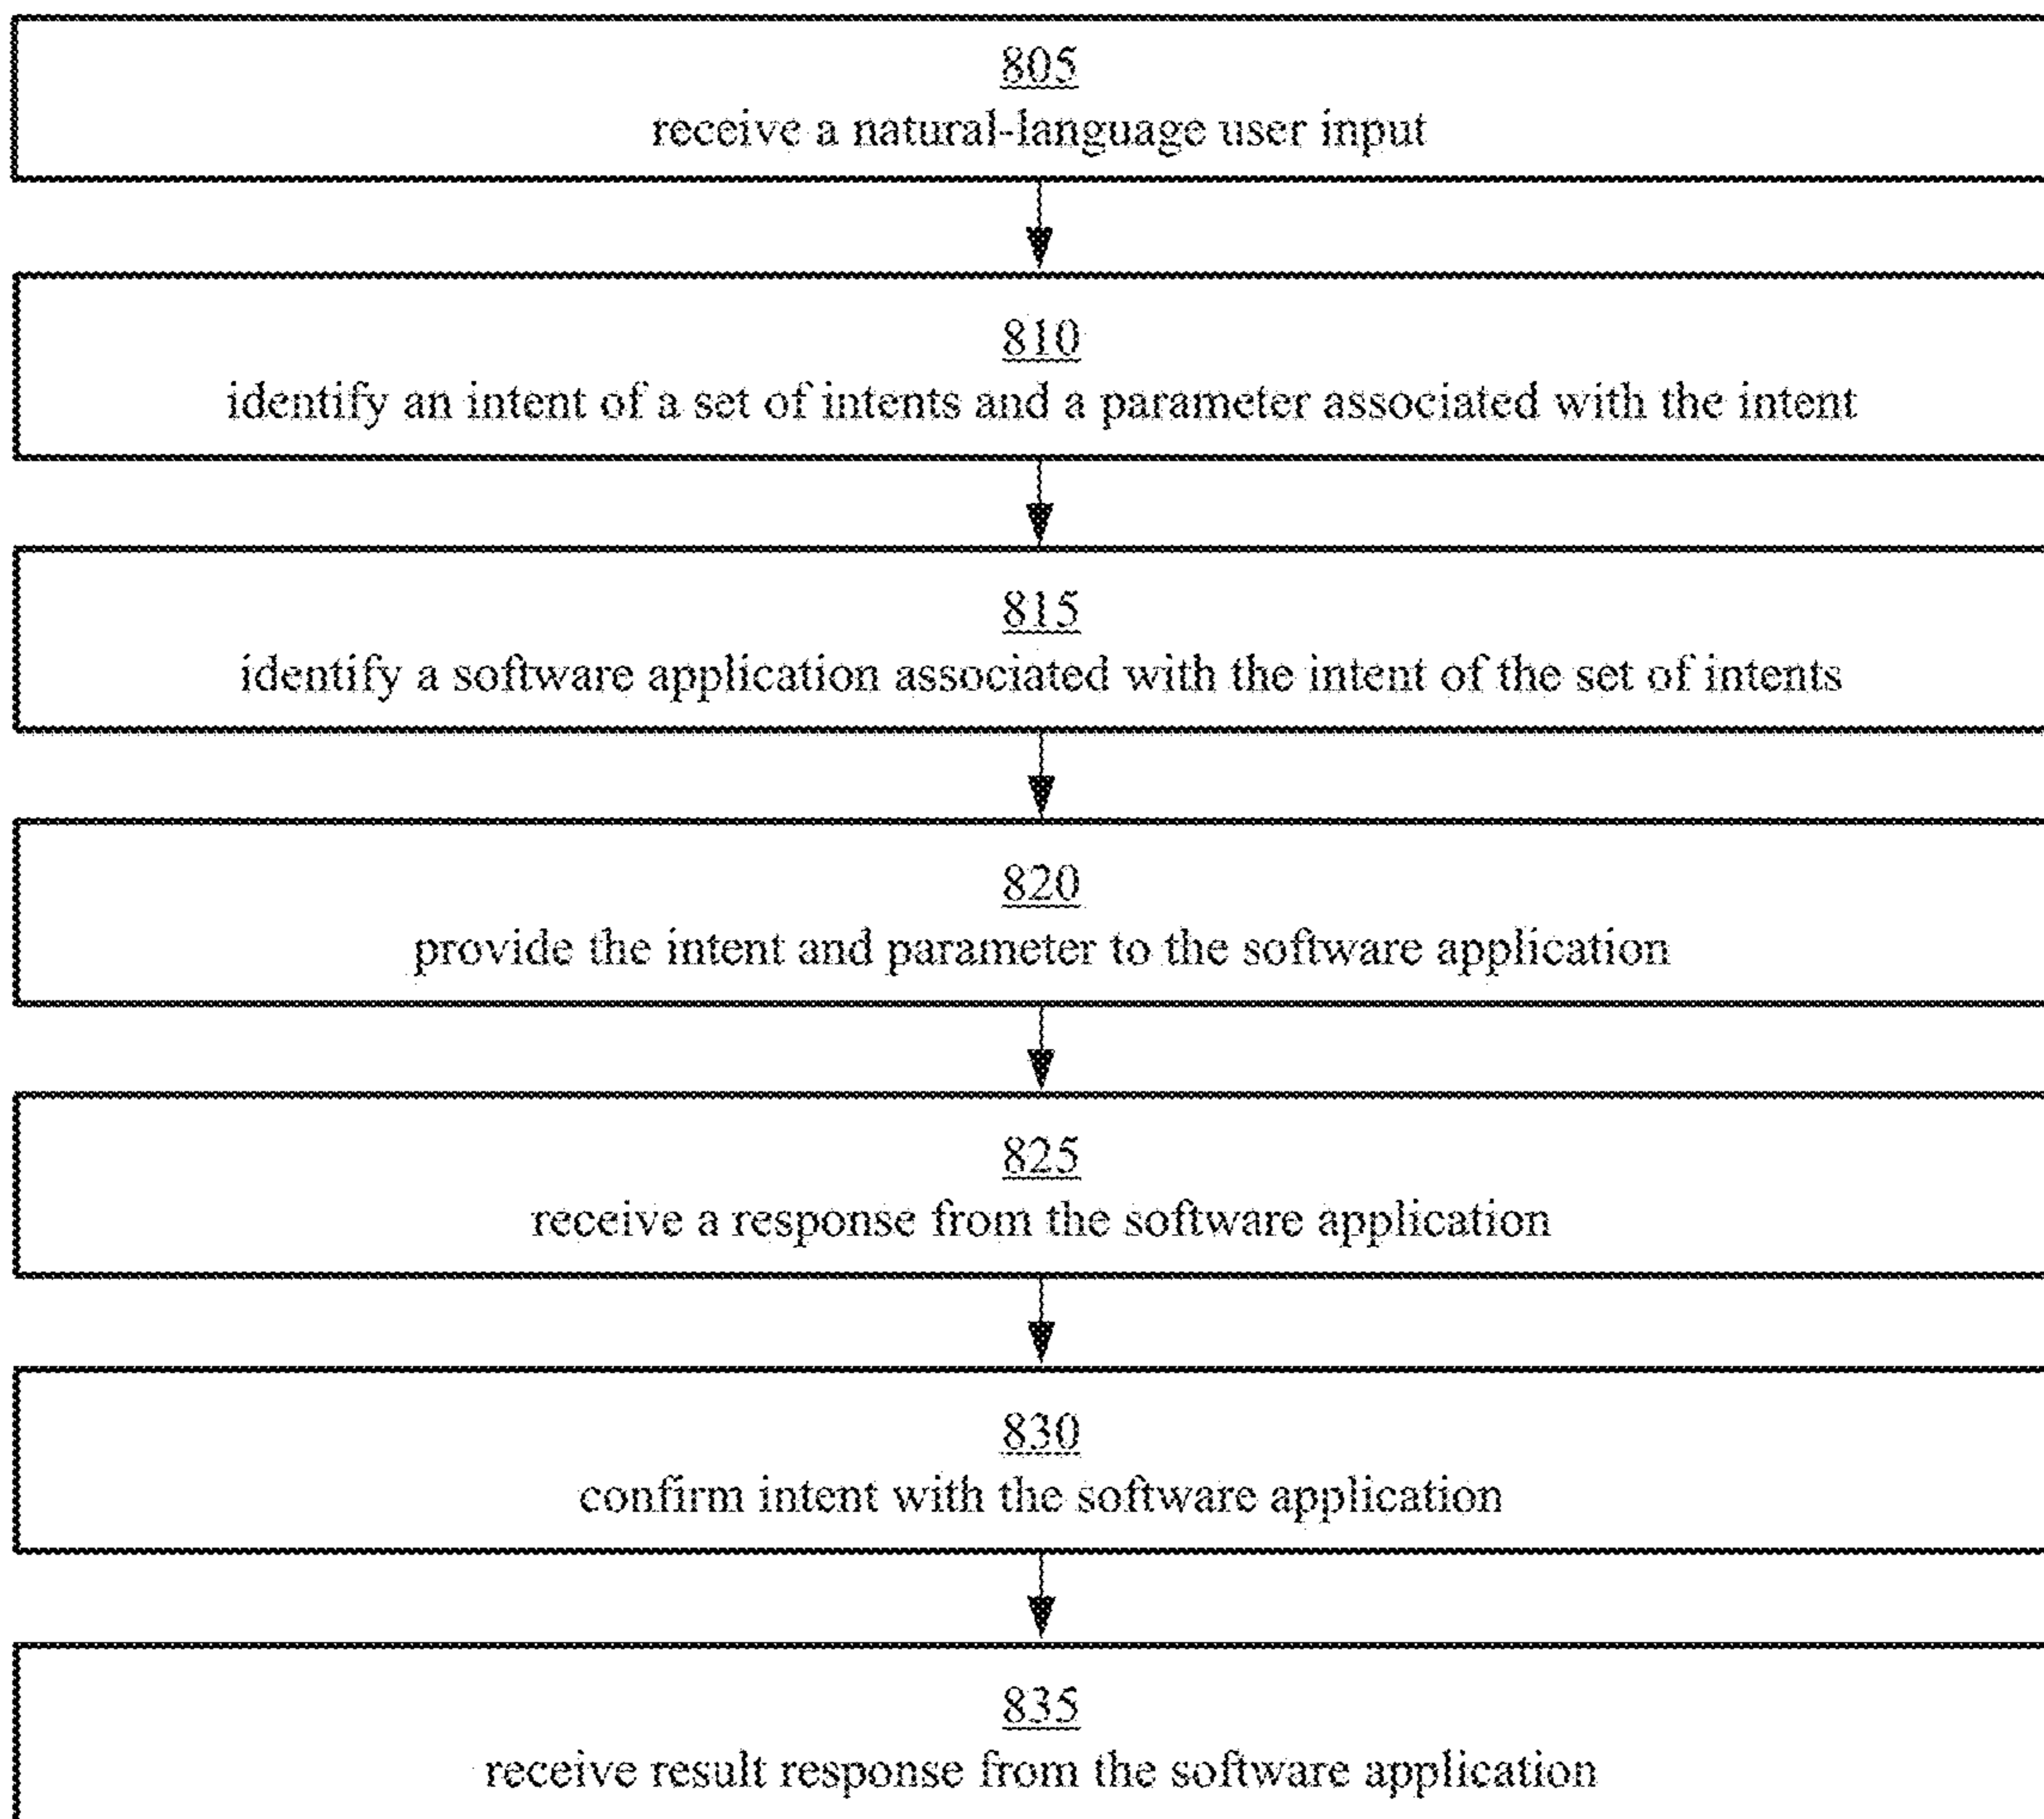 805
receive a natural-language user input
810
identify an intent of a set of intents and a parameter associated with the intent
815
identify a software application associated with the intent of the set of intents
820
provide the intent and parameter to the software application
825
receive a response from the software application
830
confirm intent with the software application
835
receive result response from the software application